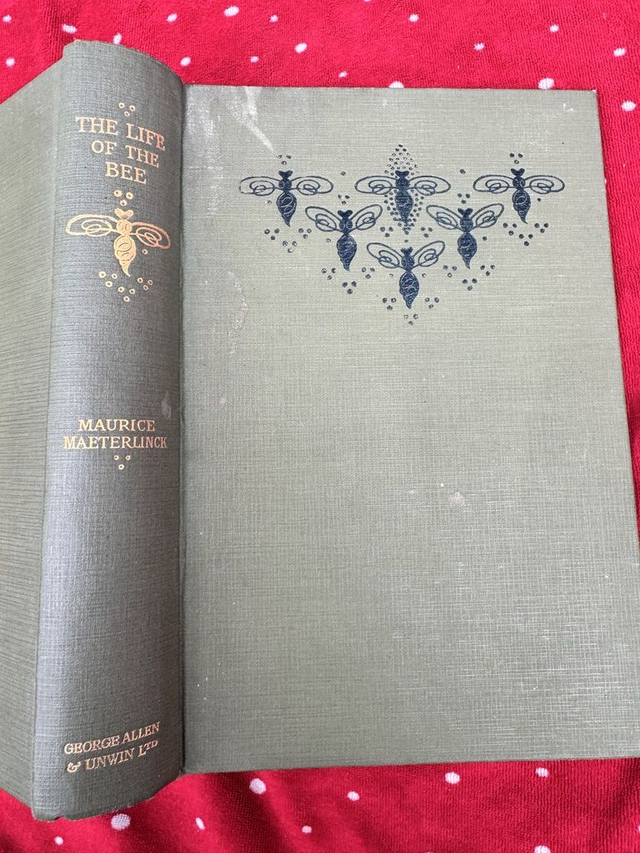 THE LIFE
OF THE
BEE
MAURICE
MAETERLINCK
GEORGE ALLEN
& UNWIN LTD